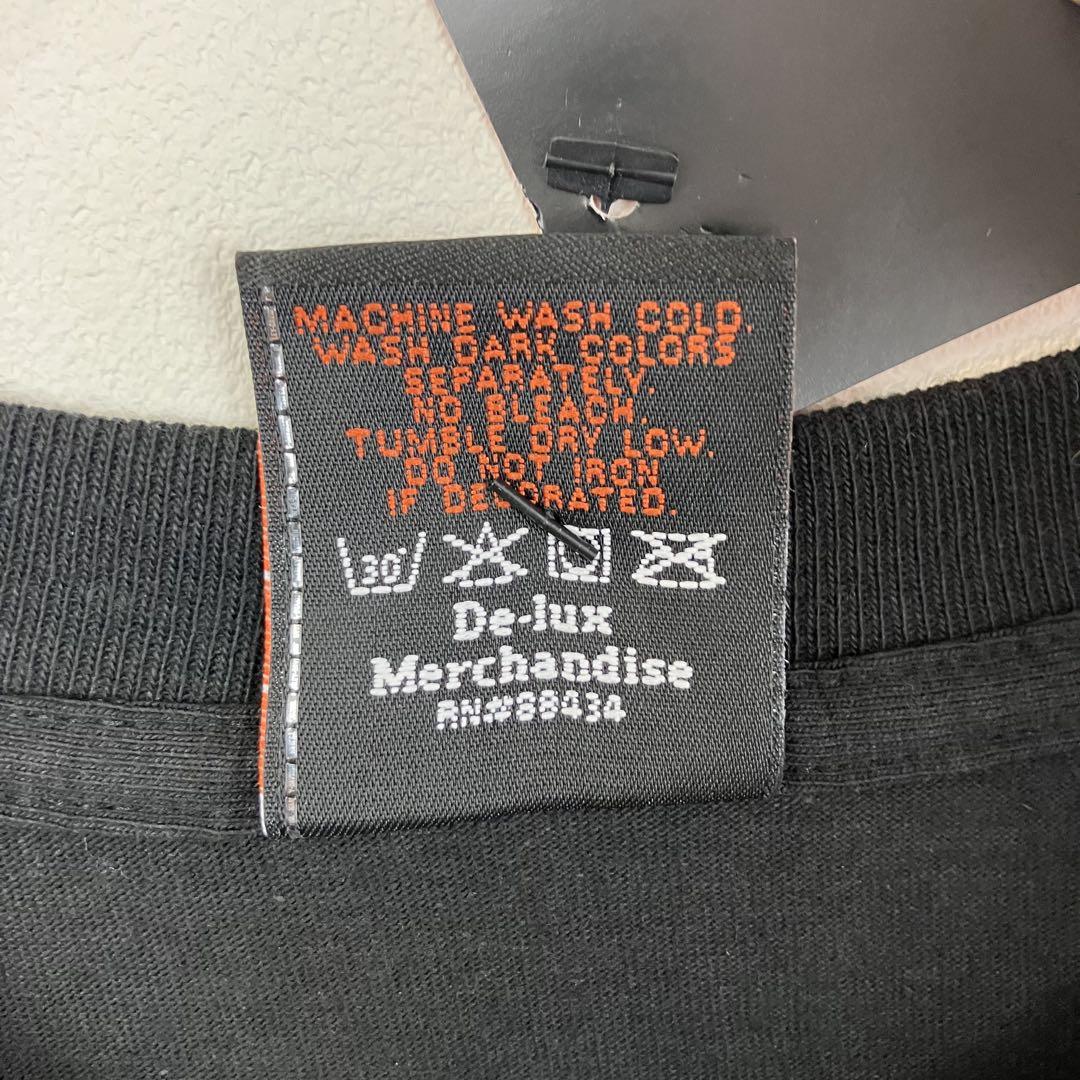 MACHINE WASH COLD.
WASH DARK COLORS
SEPARATELY.
NO BLEACH.
TUMBLE DRY LOW.
DO NOT IRON
IF DECORATED.
30°
De-lux
Merchandise
RN#88434